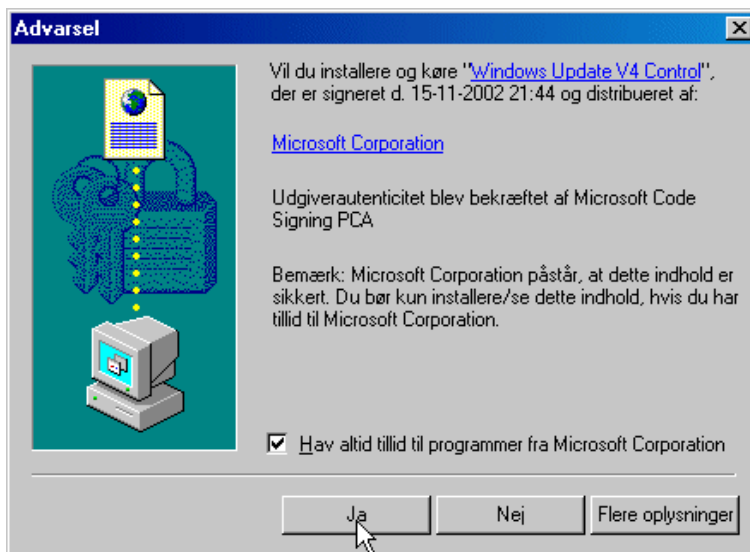 Advarsel
Vil du installere og køre "Windows Update V4 Control",
der er signeret d. 15-11-2002 21:44 og distribueret af:
Microsoft Corporation
Udgiverautenticitet blev bekræftet af Microsoft Code
Signing PCA
Bemærk: Microsoft Corporation påstår, at dette indhold er
sikkert. Du bør kun installere/se dette indhold, hvis du har
tillid til Microsoft Corporation.
Hav altid tillid til programmer fra Microsoft Corporation
Ja
Nej
Flere oplysninger